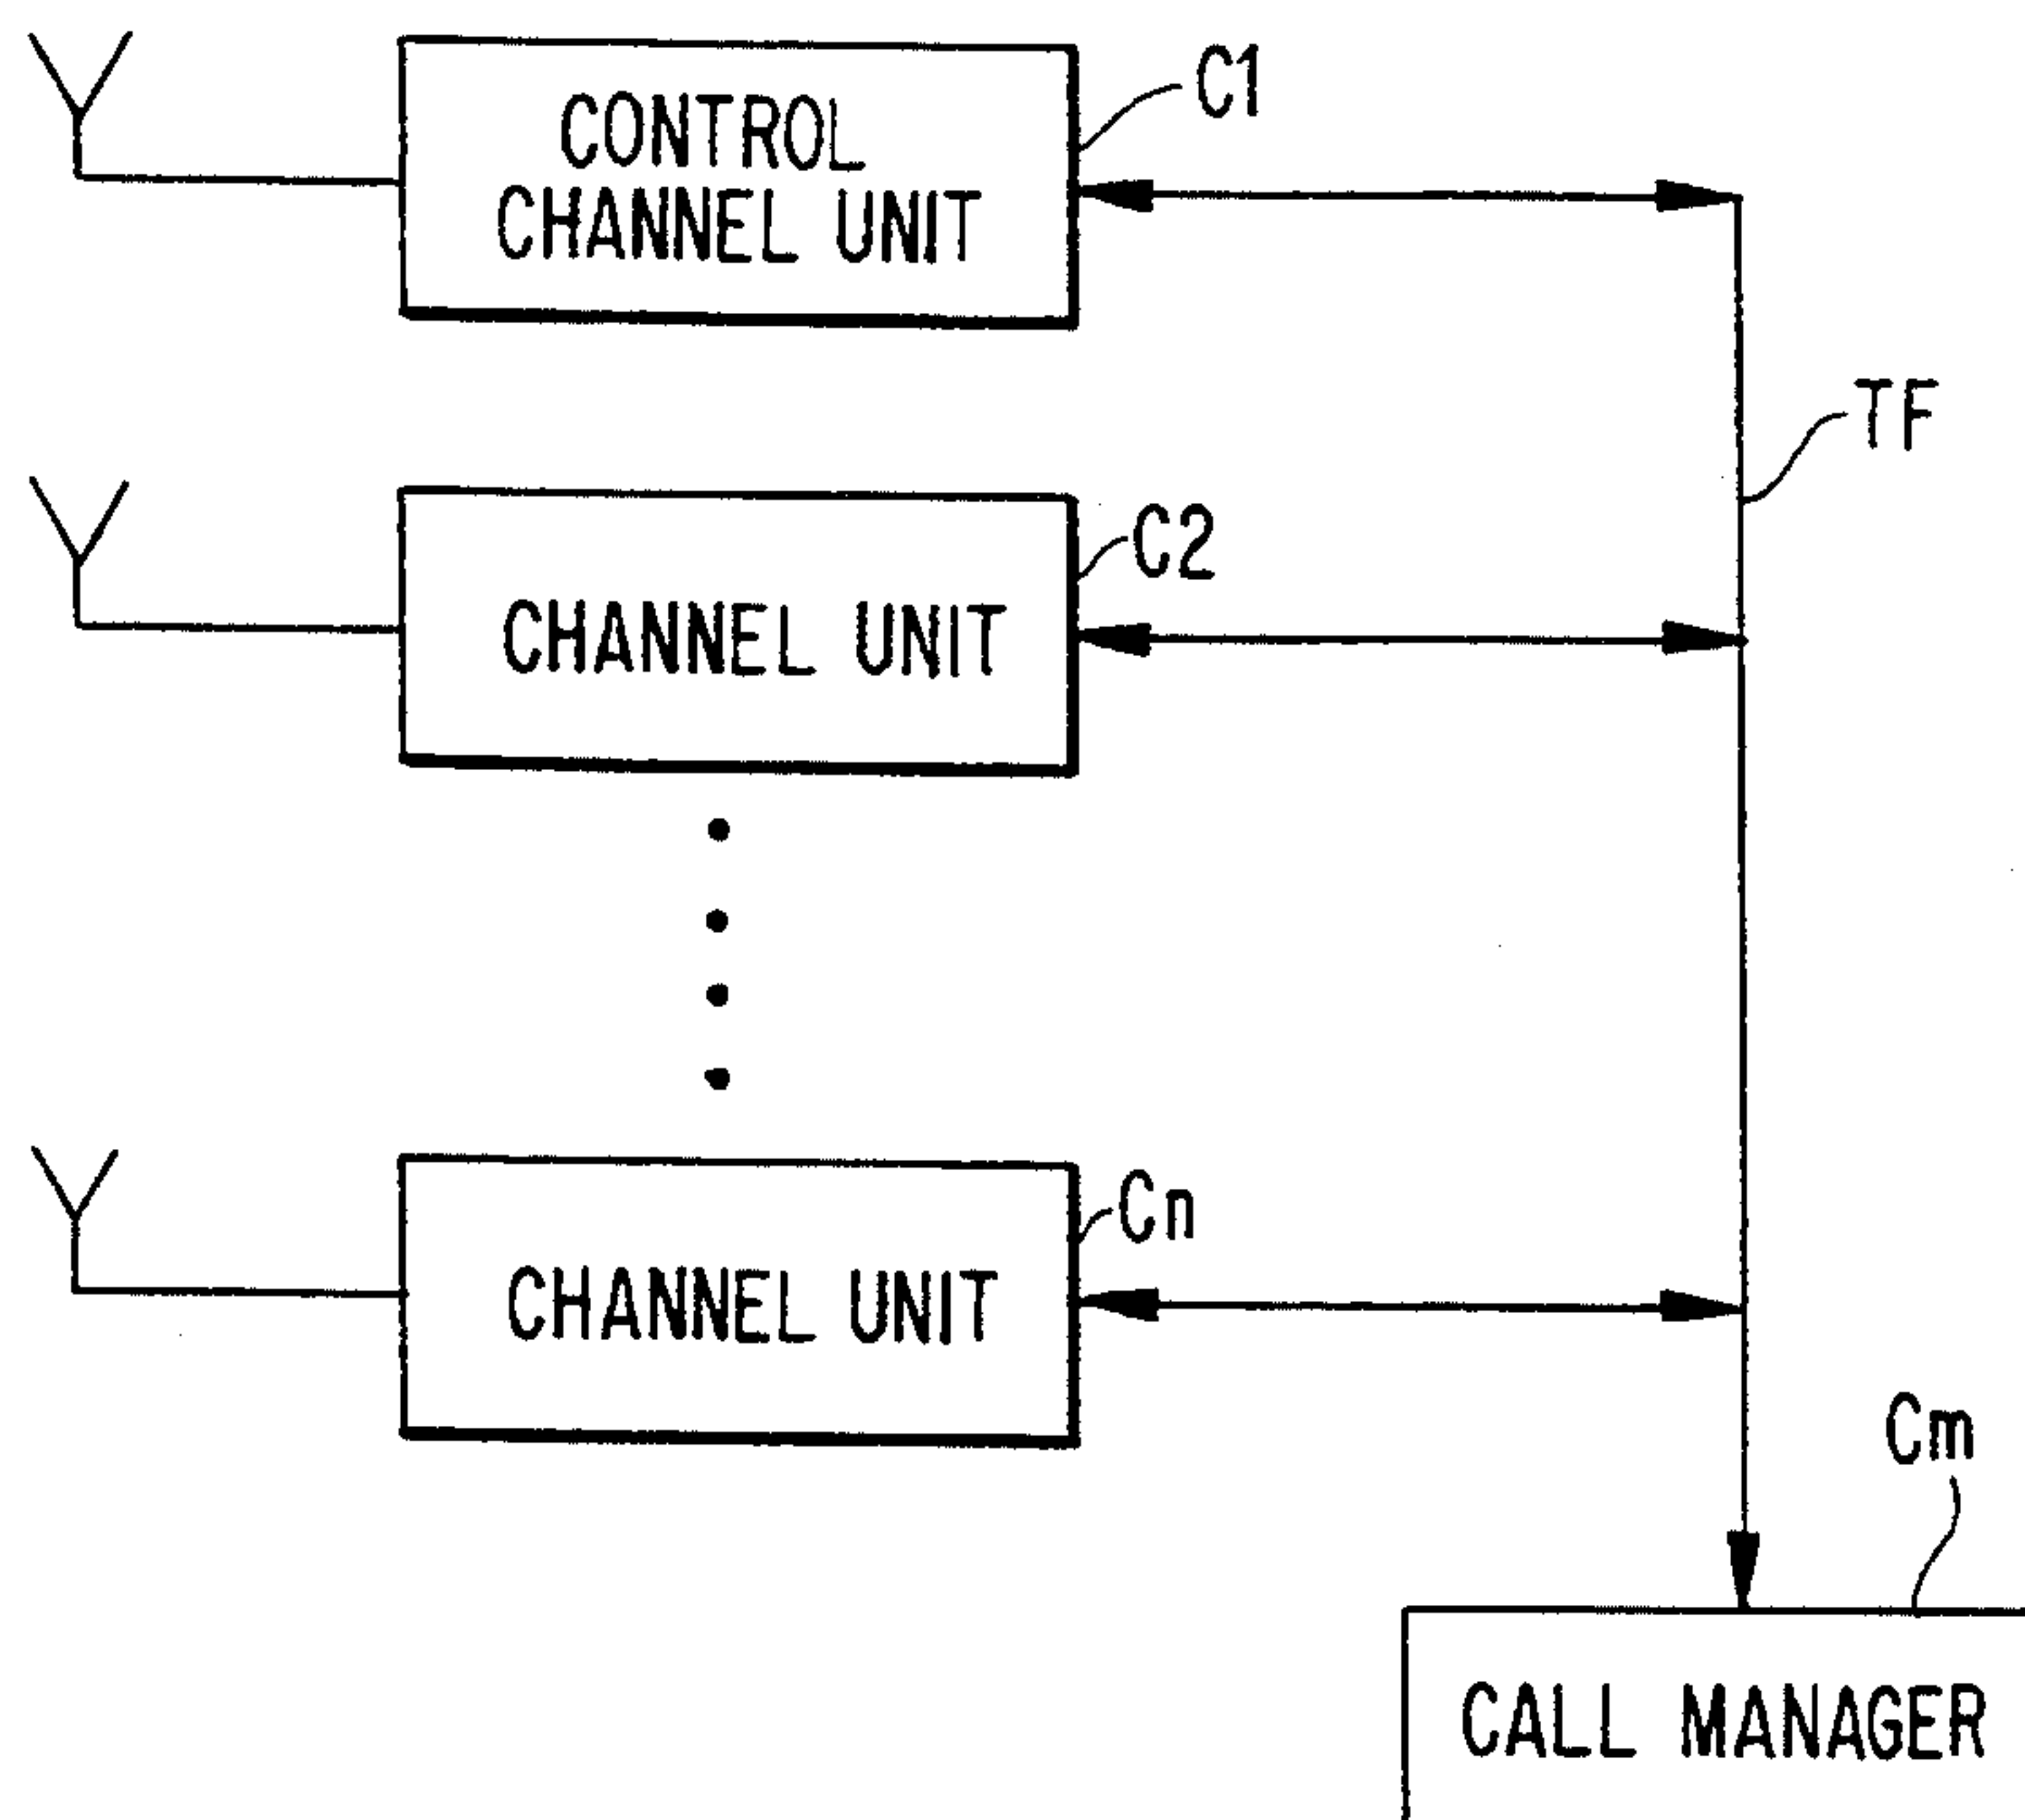 CONTROL
CHANNEL UNIT
C1
TF
C2
CHANNEL UNIT
Cn
CHANNEL UNIT
Cm
CALL MANAGER